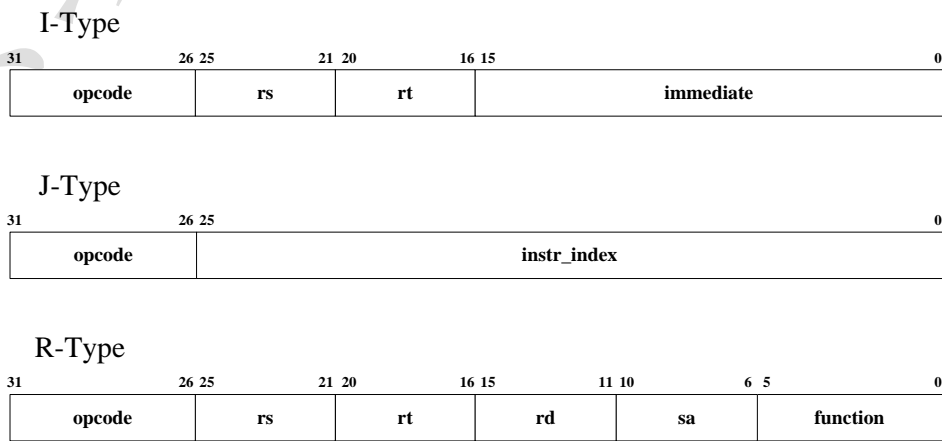 I-Type
31 26 25 21 20 16 15 0
opcode rs rt immediate
J-Type
31 26 25 0
opcode instr_index
R-Type
31 26 25 21 20 16 15 11 10 6 5 0
opcode rs rt rd sa function